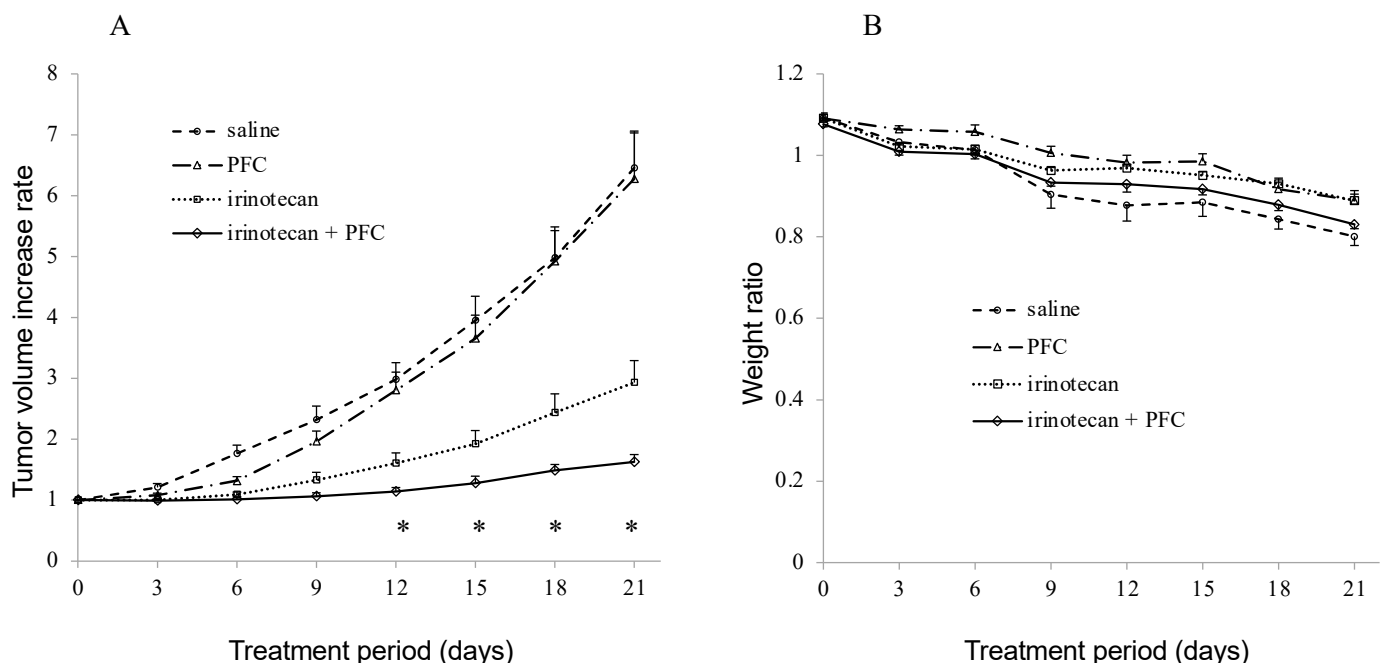 A
8
7
6
5
4
3
2
1
0
Tumor volume increase rate
saline
PFC
irinotecan
irinotecan + PFC
* * * *
0 3 6 9 12 15 18 21
Treatment period (days)
B
1.2
1
0.8
0.6
0.4
0.2
0
Weight ratio
saline
PFC
irinotecan
irinotecan + PFC
0 3 6 9 12 15 18 21
Treatment period (days)